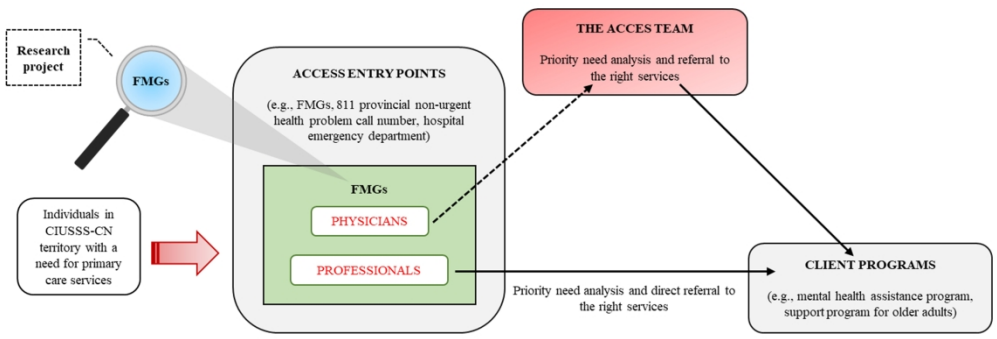 Research
project
FMGs
Individuals in
CIUSSS-CN
territory with a
need for primary
care services
ACCESS ENTRY POINTS
(e.g., FMGs, 811 provincial non-urgent
health problem call number, hospital
emergency department)
FMGs
PHYSICIANS
PROFESSIONALS
THE ACCES TEAM
Priority need analysis and referral to
the right services
Priority need analysis and direct referral to
the right services
CLIENT PROGRAMS
(e.g., mental health assistance program,
support program for older adults)